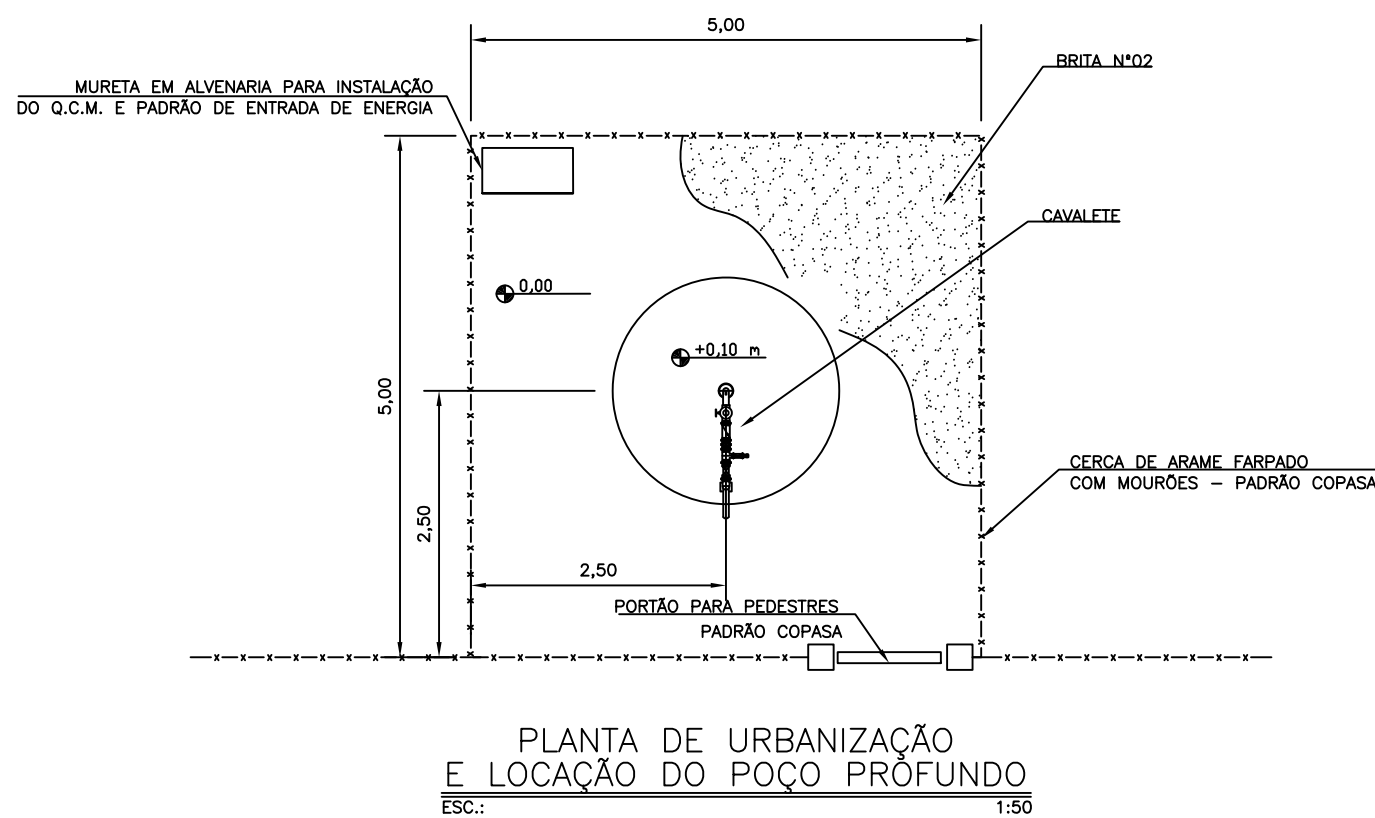 5,00
MURETA EM ALVENARIA PARA INSTALAÇÃO
DO Q.C.M. E PADRÃO DE ENTRADA DE ENERGIA
BRITA N°02
CAVALETE
0,00
+0,10 m
5,00
2,50
CERCA DE ARAME FARPADO
COM MOURÕES – PADRÃO COPASA
2,50
PORTÃO PARA PEDESTRES
PADRÃO COPASA
PLANTA DE URBANIZAÇÃO
E LOCAÇÃO DO POÇO PROFUNDO
ESC.: 1:50